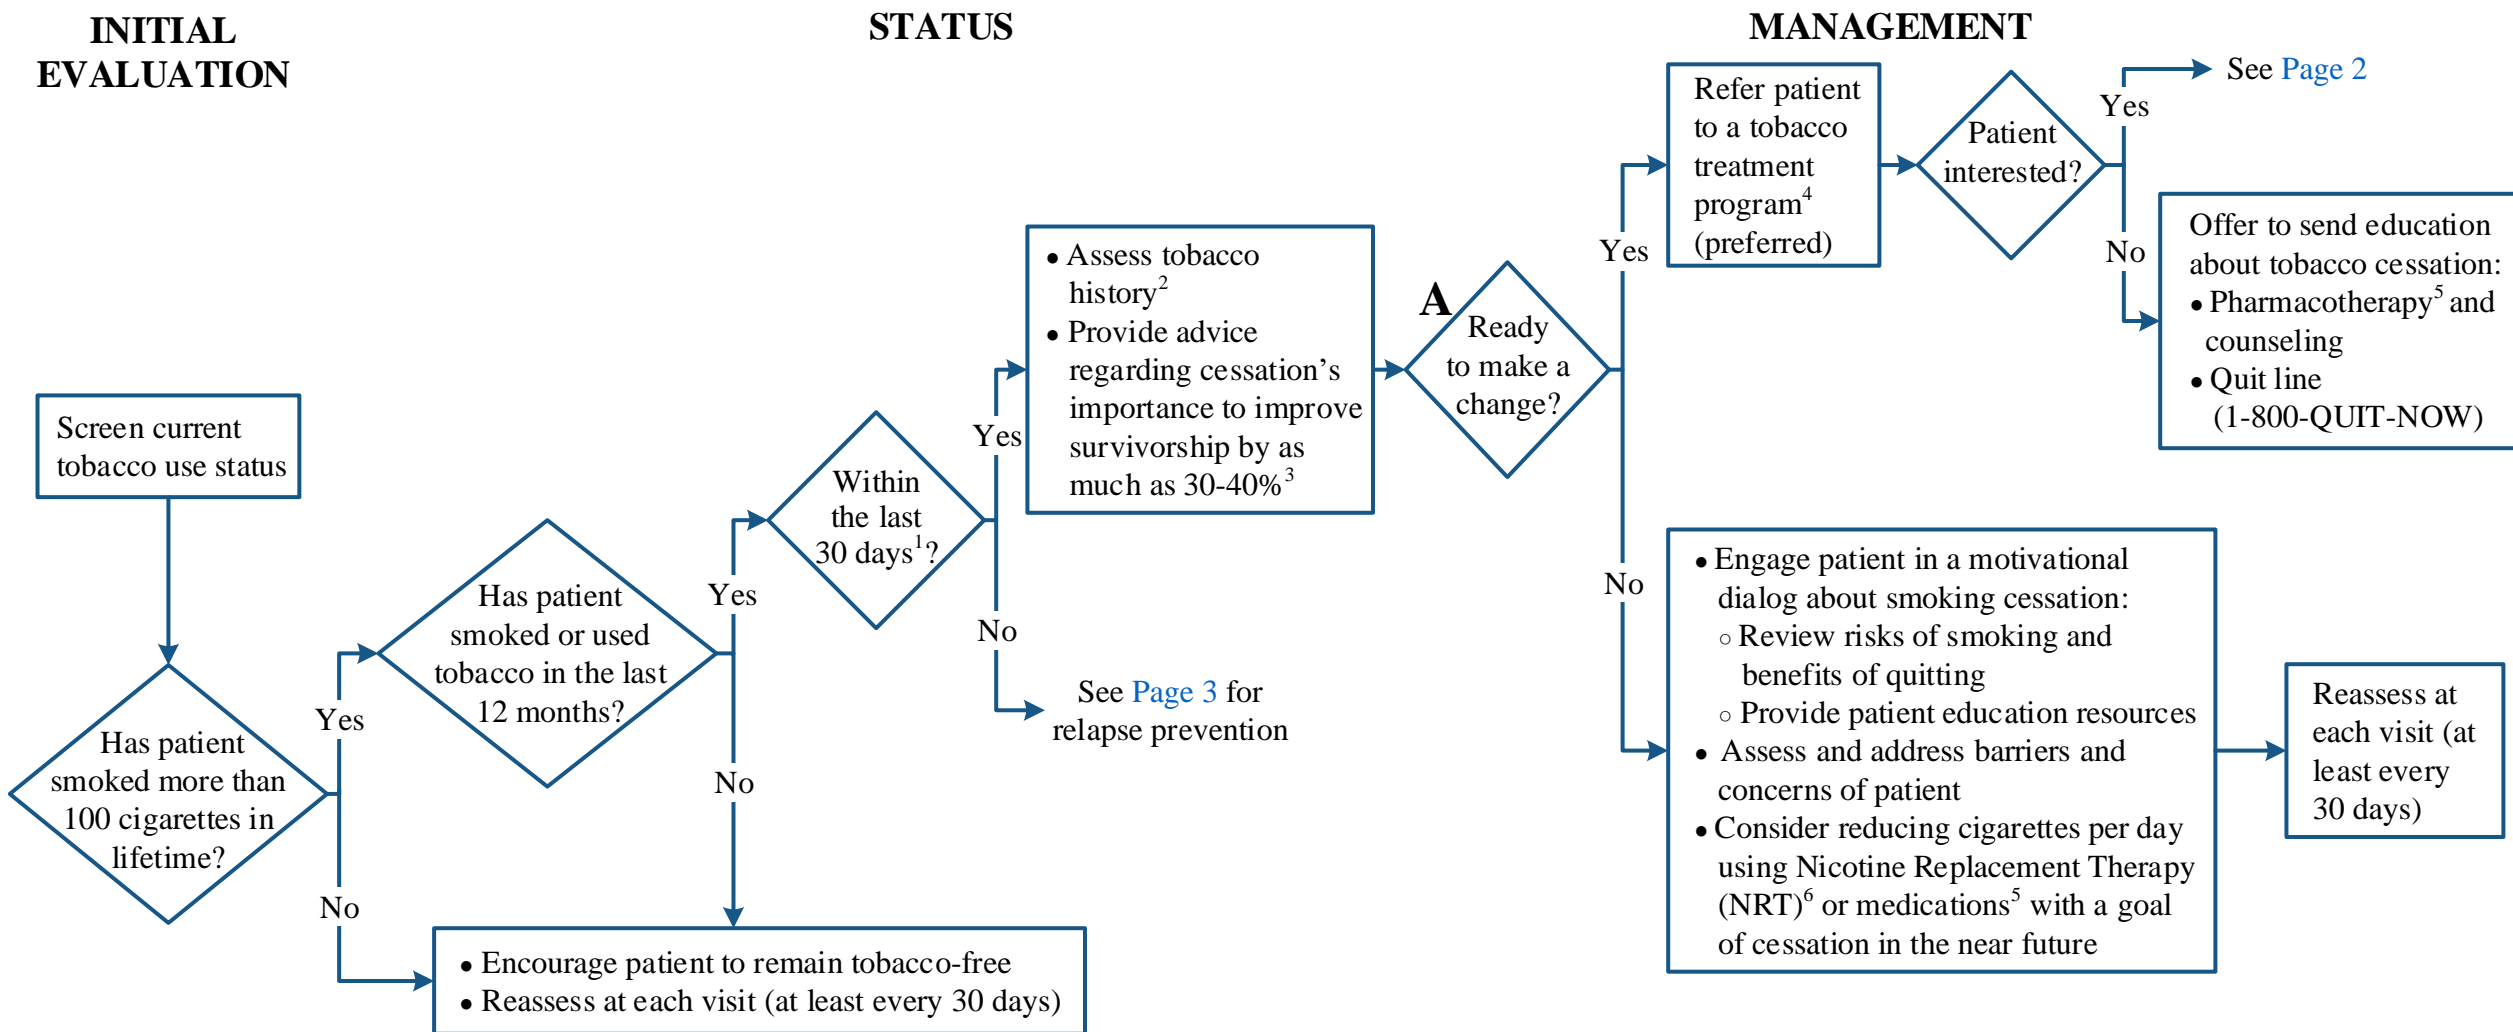 INITIAL
EVALUATION
STATUS
MANAGEMENT
Screen current
tobacco use status
Has patient
smoked more than
100 cigarettes in
lifetime?
Yes
No
Has patient
smoked or used
tobacco in the last
12 months?
Yes
No
• Encourage patient to remain tobacco-free
• Reassess at each visit (at least every 30 days)
Within
the last
30 days¹?
Yes
No
See Page 3 for
relapse prevention
• Assess tobacco
history²
• Provide advice
regarding cessation’s
importance to improve
survivorship by as
much as 30-40%³
A
Ready
to make a
change?
Yes
No
Refer patient
to a tobacco
treatment
program⁴
(preferred)
Patient
interested?
Yes
See Page 2
No
Offer to send education
about tobacco cessation:
• Pharmacotherapy⁵ and
counseling
• Quit line
(1-800-QUIT-NOW)
• Engage patient in a motivational
dialog about smoking cessation:
○ Review risks of smoking and
benefits of quitting
○ Provide patient education resources
• Assess and address barriers and
concerns of patient
• Consider reducing cigarettes per day
using Nicotine Replacement Therapy
(NRT)⁶ or medications⁵ with a goal
of cessation in the near future
Reassess at
each visit (at
least every
30 days)